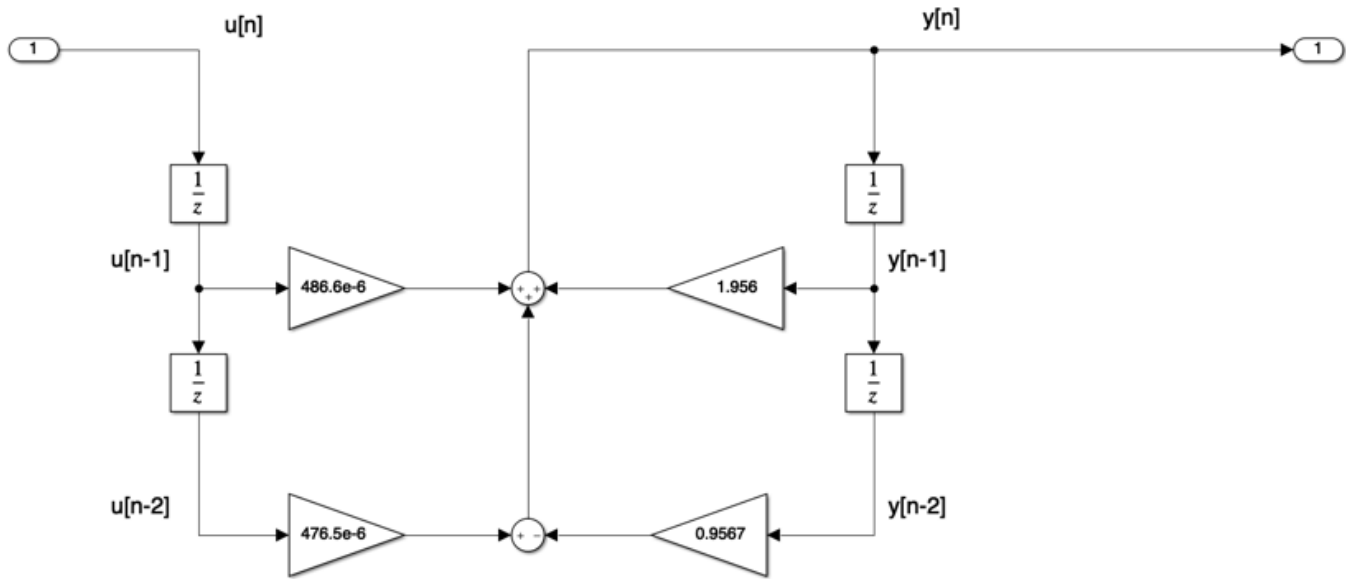 u[n]
y[n]
1
1
1
z
1
z
u[n-1]
486.6e-6
+ + +
1.956
y[n-1]
1
z
1
z
u[n-2]
476.5e-6
+ −
0.9567
y[n-2]